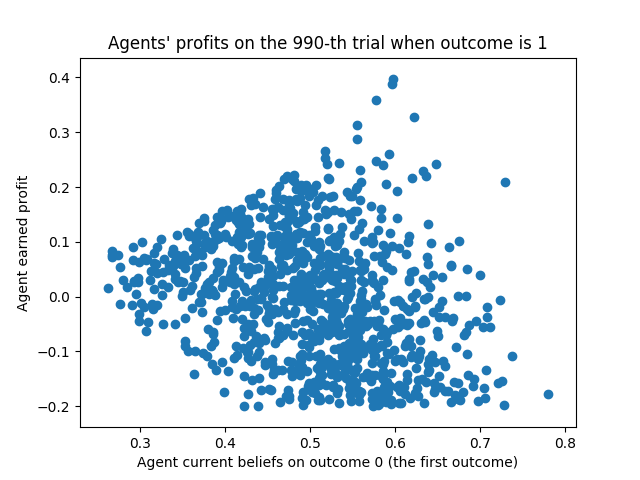 Agents' profits on the 990-th trial when outcome is 1
Agent earned profit
0.4
0.3
0.2
0.1
0.0
−0.1
−0.2
0.3 0.4 0.5 0.6 0.7 0.8
Agent current beliefs on outcome 0 (the first outcome)